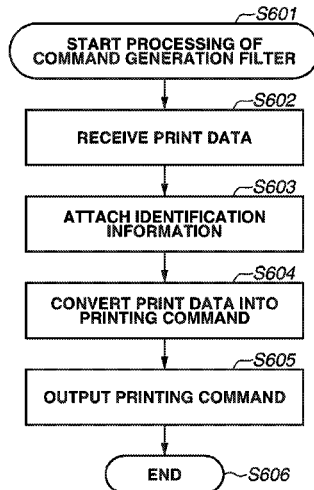 S601
START PROCESSING OF
COMMAND GENERATION FILTER
S602
RECEIVE PRINT DATA
S603
ATTACH IDENTIFICATION
INFORMATION
S604
CONVERT PRINT DATA INTO
PRINTING COMMAND
S605
OUTPUT PRINTING COMMAND
END
S606